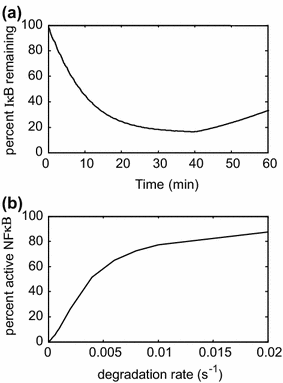 (a)
percent IκB remaining
100
80
60
40
20
0
0 10 20 30 40 50 60
Time (min)
(b)
percent active NFκB
100
80
60
40
20
0
0 0.005 0.01 0.015 0.02
degradation rate (s-1)